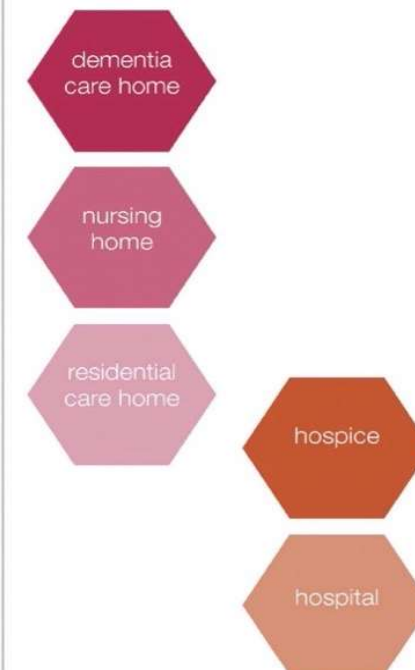 dementia
care home
nursing
home
residential
care home
hospice
hospital